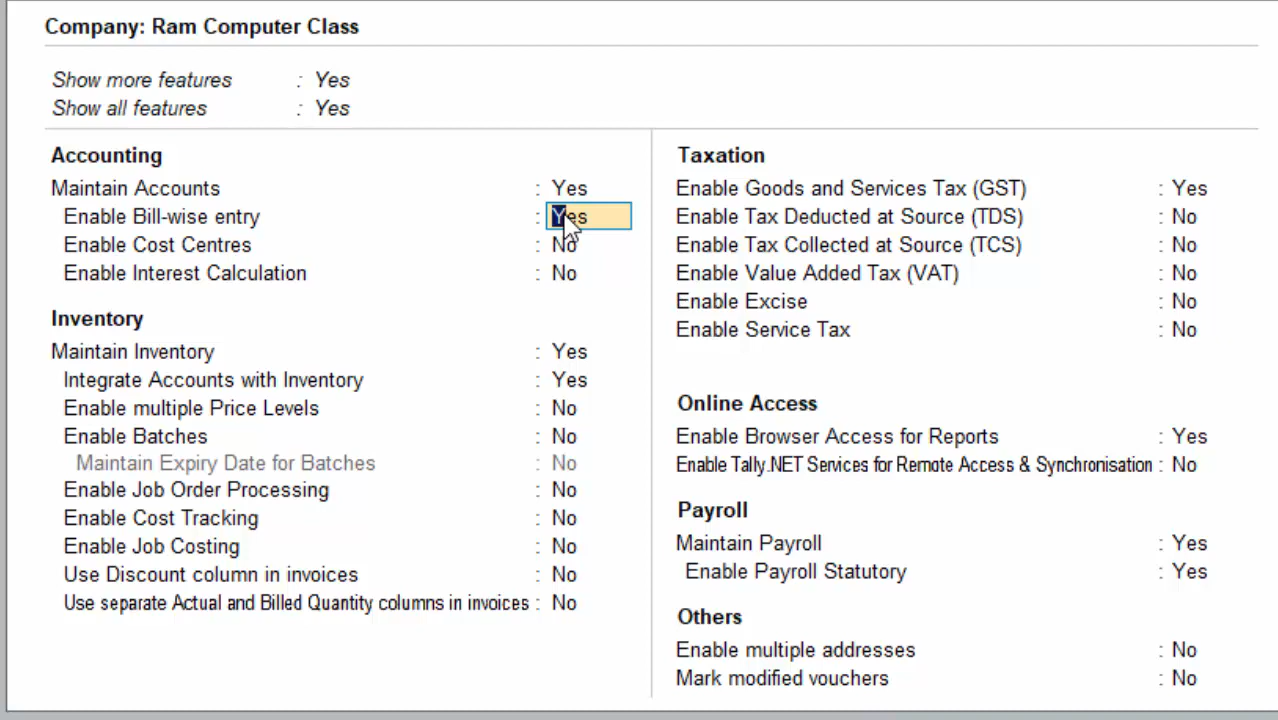 Company: Ram Computer Class
Show more features : Yes
Show all features : Yes
Accounting
Maintain Accounts : Yes
Enable Bill-wise entry : Yes
Enable Cost Centres : No
Enable Interest Calculation : No
Inventory
Maintain Inventory : Yes
Integrate Accounts with Inventory : Yes
Enable multiple Price Levels : No
Enable Batches : No
Maintain Expiry Date for Batches : No
Enable Job Order Processing : No
Enable Cost Tracking : No
Enable Job Costing : No
Use Discount column in invoices : No
Use separate Actual and Billed Quantity columns in invoices : No
Taxation
Enable Goods and Services Tax (GST) : Yes
Enable Tax Deducted at Source (TDS) : No
Enable Tax Collected at Source (TCS) : No
Enable Value Added Tax (VAT) : No
Enable Excise : No
Enable Service Tax : No
Online Access
Enable Browser Access for Reports : Yes
Enable Tally.NET Services for Remote Access & Synchronisation : No
Payroll
Maintain Payroll : Yes
Enable Payroll Statutory : Yes
Others
Enable multiple addresses : No
Mark modified vouchers : No